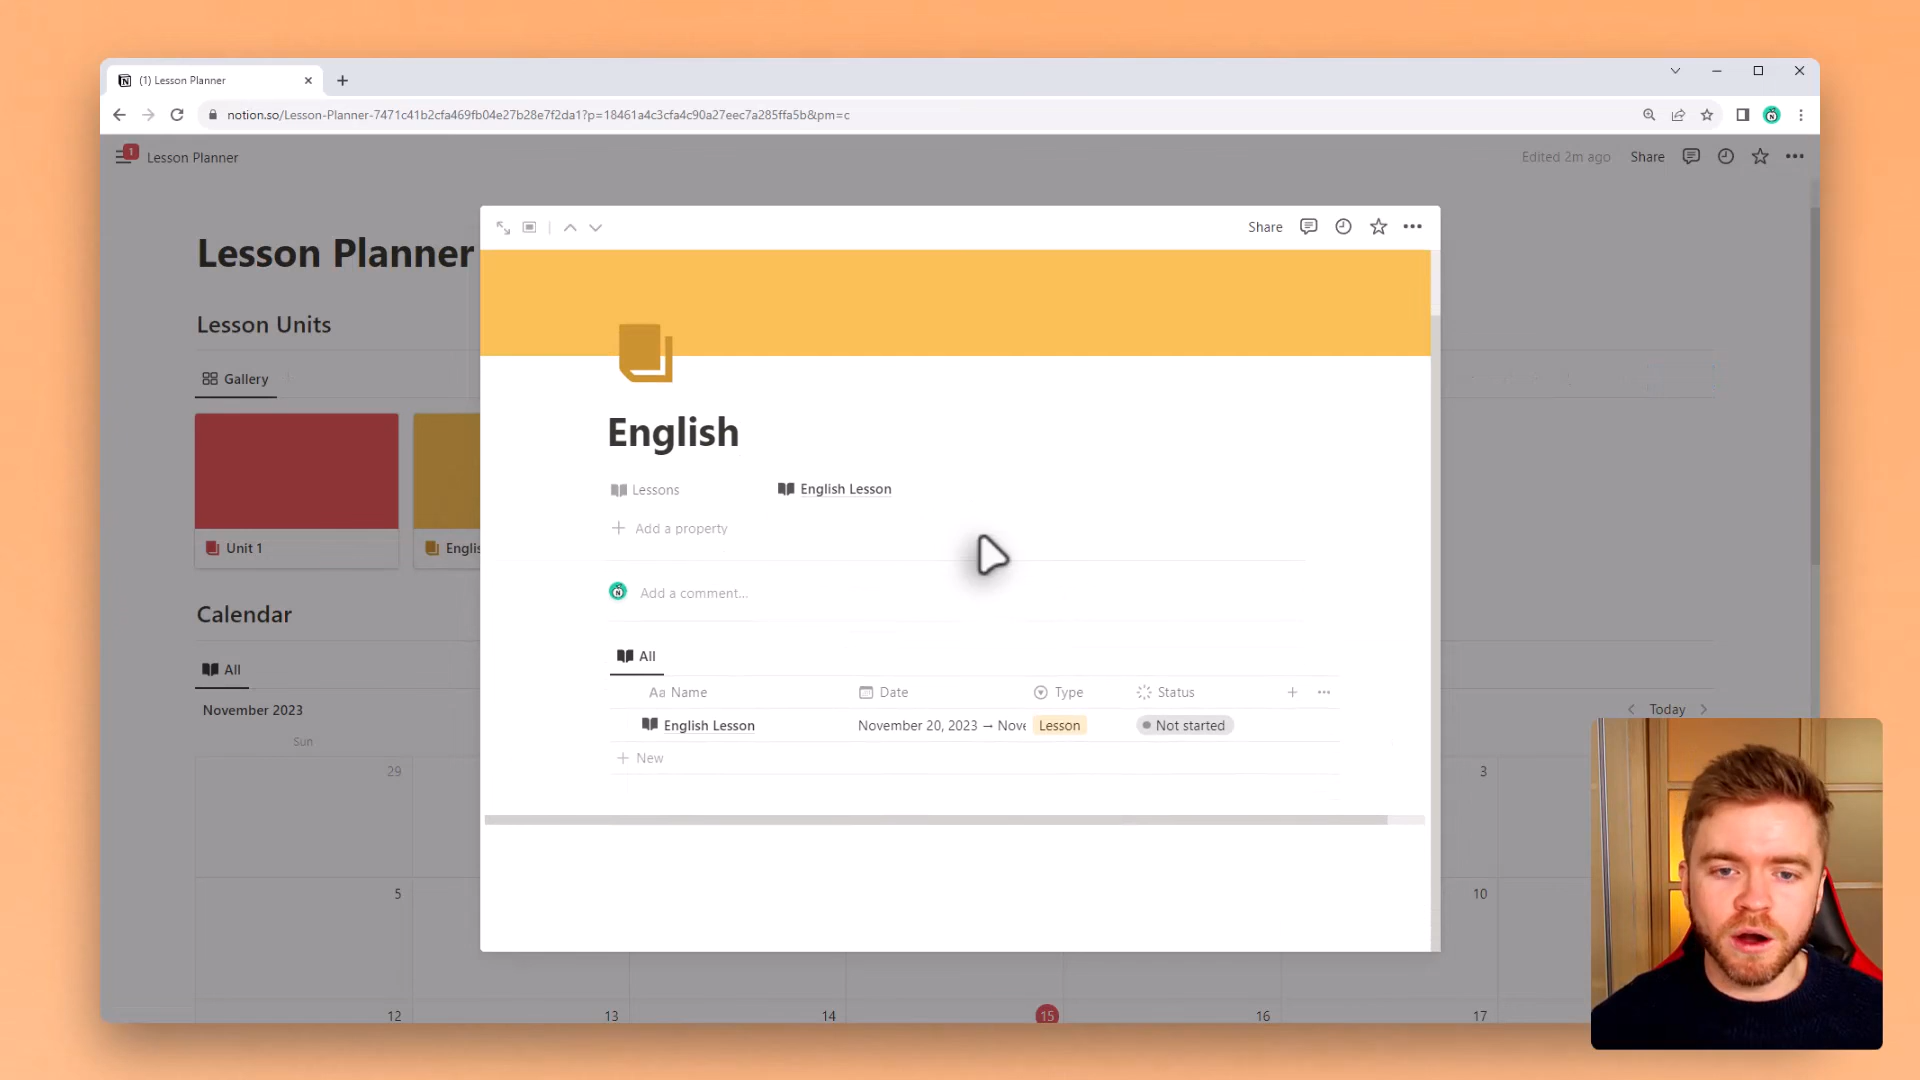 (1) Lesson Planner
notion.so/Lesson-Planner-7471c41b2cfa469fb04e27b28e7f2da1?p=18461a4c3cfa4c90a27eec7a285ffa5b&pm=c
1
Lesson Planner
Edited 2m ago
Share
Lesson Planner
Lesson Units
Gallery
Unit 1
Englis
Calendar
All
November 2023
Today
Sun
29
3
5
10
12
13
14
15
16
17
Share
English
Lessons
English Lesson
Add a property
Add a comment...
All
Aa Name
Date
Type
Status
English Lesson
November 20, 2023 → Nove
Lesson
Not started
New